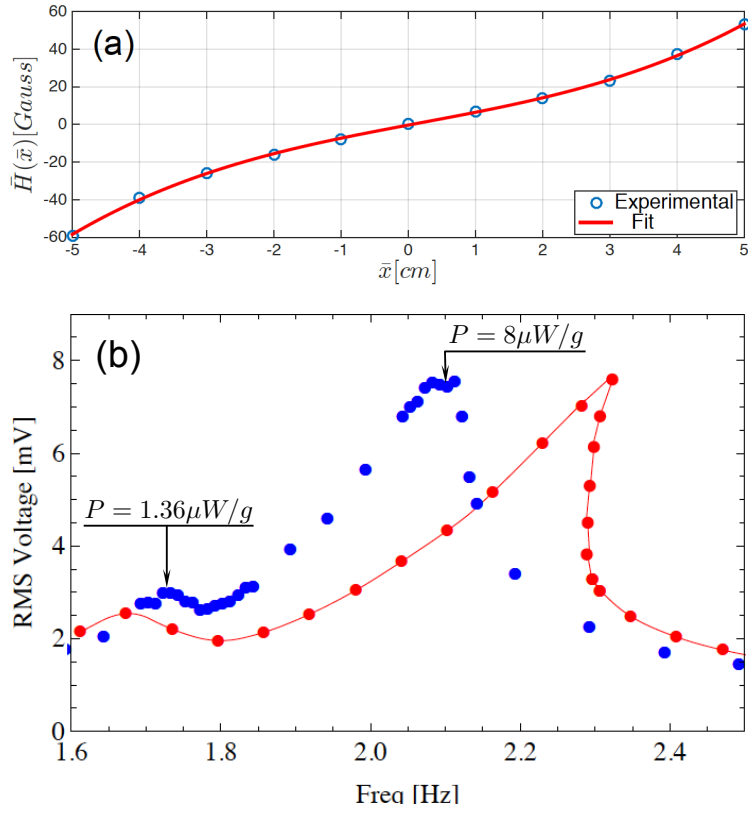 (a)
H̄(x̄)[Gauss]
60
40
20
0
-20
-40
-60
-5 -4 -3 -2 -1 0 1 2 3 4 5
x̄[cm]
Experimental
Fit
(b)
RMS Voltage [mV]
8
6
4
2
0
P = 8μW/g
P = 1.36μW/g
1.6 1.8 2.0 2.2 2.4
Freq [Hz]